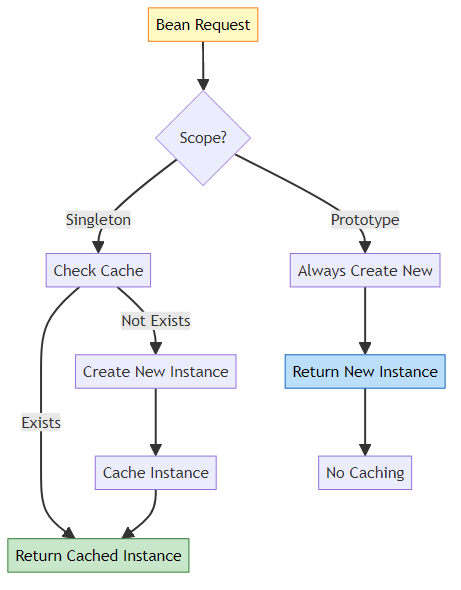 Bean Request
Scope?
Singleton
Prototype
Check Cache
Always Create New
Not Exists
Create New Instance
Return New Instance
Exists
Cache Instance
No Caching
Return Cached Instance